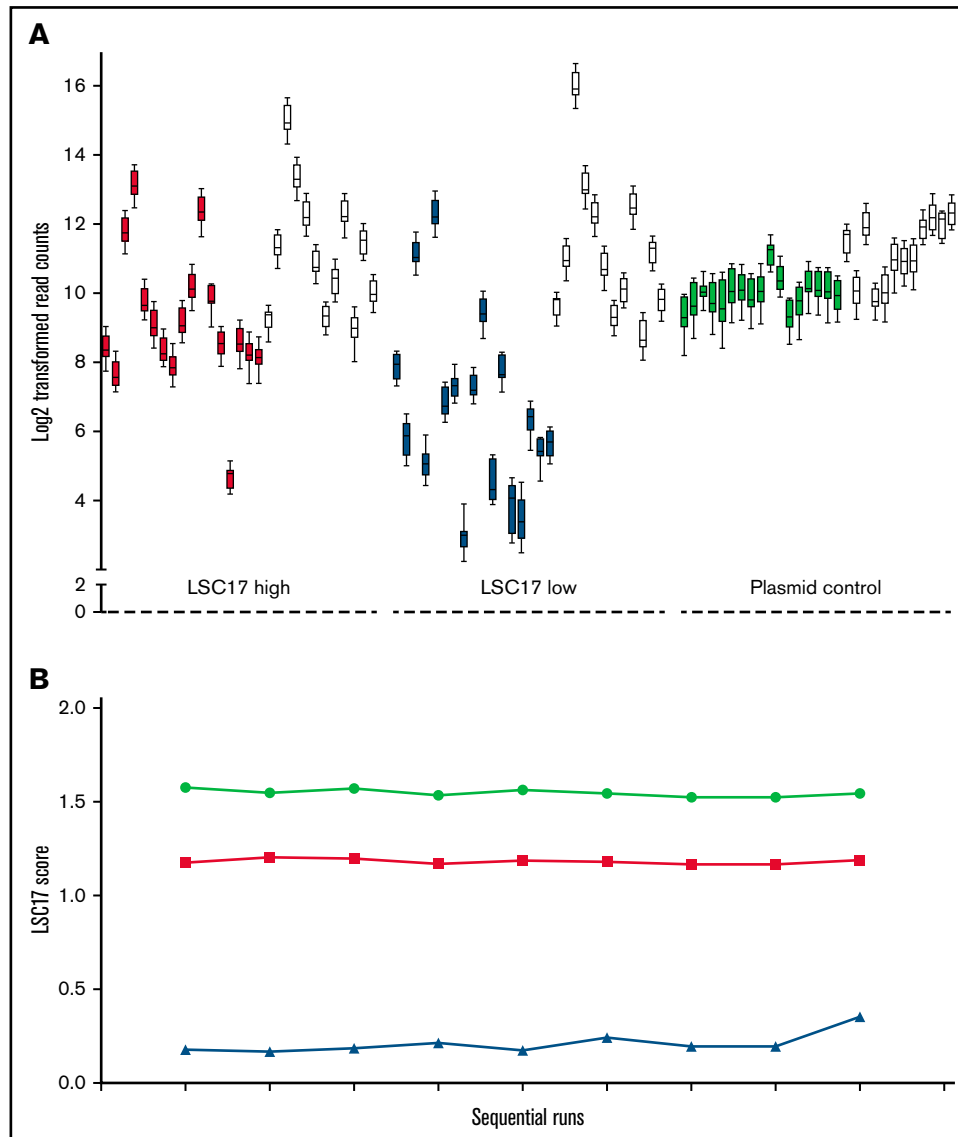 A
Log2 transformed read counts
16
14
12
10
8
6
4
2
0
LSC17 high
LSC17 low
Plasmid control
B
LSC17 score
2.0
1.5
1.0
0.5
0.0
Sequential runs